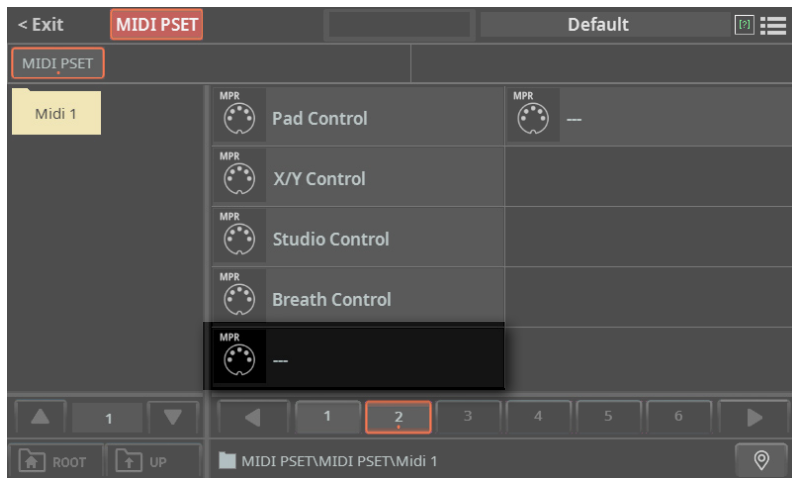 < Exit MIDI PSET Default [?]
MIDI PSET
Midi 1
MPR Pad Control MPR ---
MPR X/Y Control
MPR Studio Control
MPR Breath Control
MPR ---
1 1 2 3 4 5 6
ROOT UP MIDI PSET\MIDI PSET\Midi 1